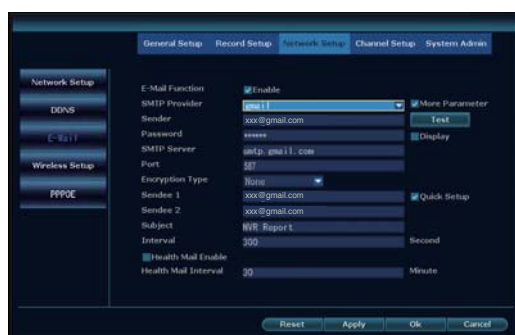 General Setup Record Setup Network Setup Channel Setup System Admin
Network Setup
DDNS
E-Mail
Wireless Setup
PPPOE
E-Mail Function Enable
SMTP Provider gmail More Parameter
Sender xxx@gmail.com Test
Password ****** Display
SMTP Server smtp.gmail.com
Port 587
Encryption Type None
Sendee 1 xxx@gmail.com Quick Setup
Sendee 2 xxx@gmail.com
Subject NVR Report
Interval 300 Second
Health Mail Enable
Health Mail Interval 30 Minute
Reset Apply Ok Cancel